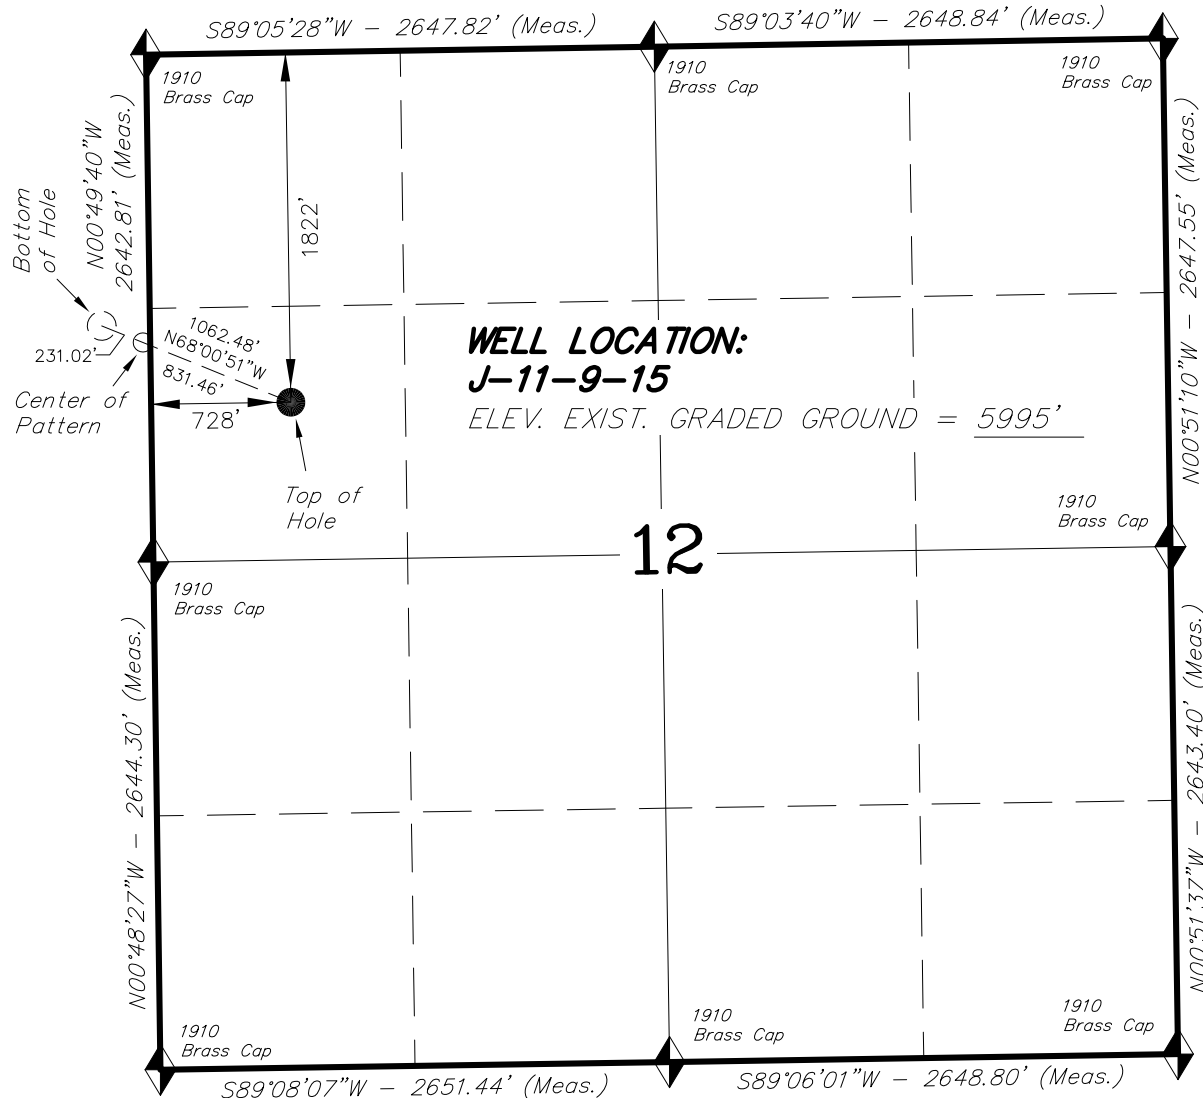 S89°05'28"W - 2647.82' (Meas.)
S89°03'40"W - 2648.84' (Meas.)
1910
Brass Cap
1910
Brass Cap
1910
Brass Cap
N00°49'40"W
2642.81' (Meas.)
1822'
N00°51'10"W - 2647.55' (Meas.)
Bottom
of Hole
231.02'
1062.48'
N68°00'51"W
831.46'
Center of
Pattern
728'
Top of
Hole
WELL LOCATION:
J-11-9-15
ELEV. EXIST. GRADED GROUND = 5995'
1910
Brass Cap
12
1910
Brass Cap
N00°48'27"W - 2644.30' (Meas.)
N00°51'37"W - 2643.40' (Meas.)
1910
Brass Cap
1910
Brass Cap
1910
Brass Cap
S89°08'07"W - 2651.44' (Meas.)
S89°06'01"W - 2648.80' (Meas.)